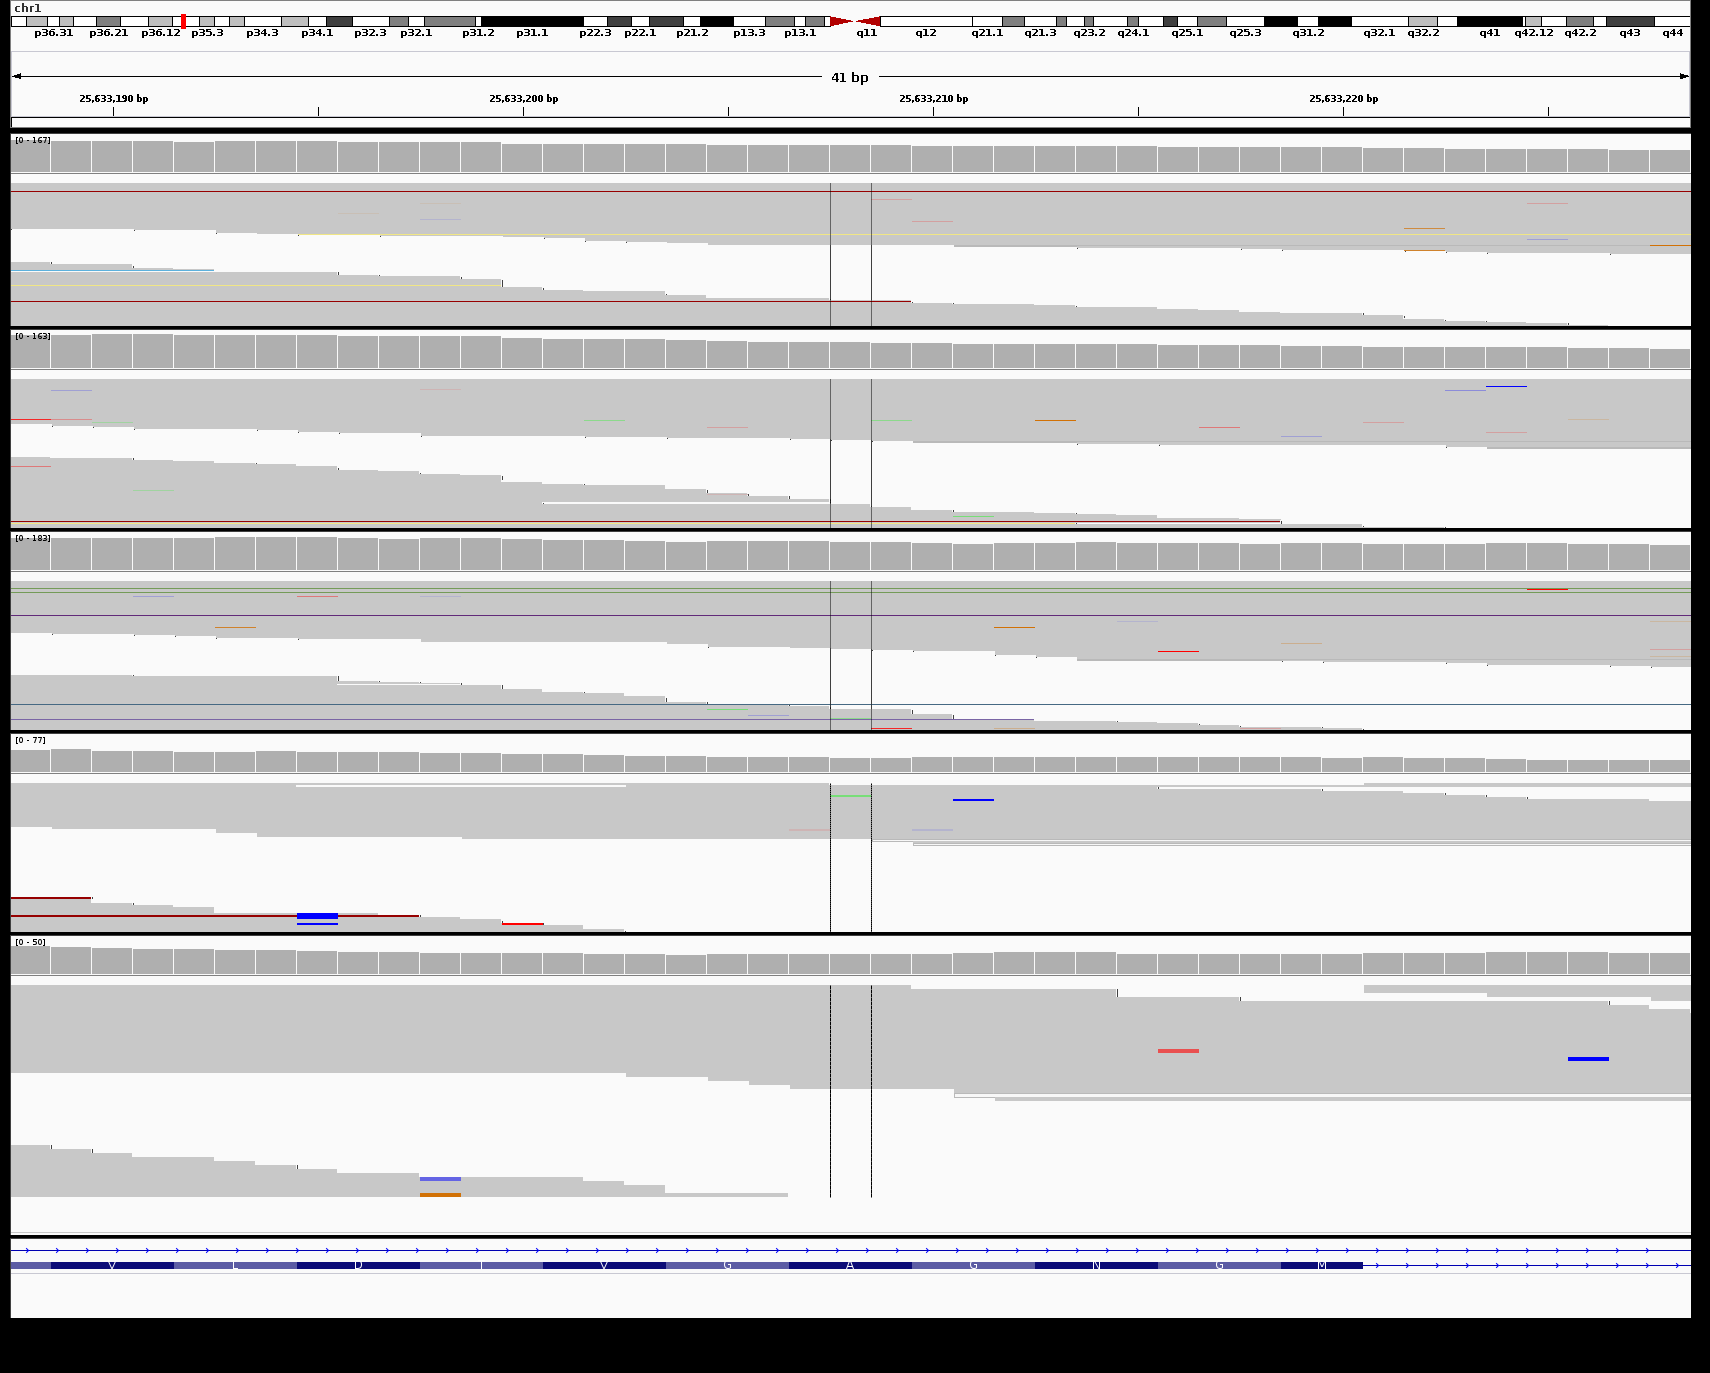 chr1
p36.31 p36.21 p36.12 p35.3 p34.3 p34.1 p32.3 p32.1 p31.2 p31.1 p22.3 p22.1 p21.2 p13.3 p13.1 q11 q12 q21.1 q21.3 q23.2 q24.1 q25.1 q25.3 q31.2 q32.1 q32.2 q41 q42.12 q42.2 q43 q44
41 bp
25,633,190 bp 25,633,200 bp 25,633,210 bp 25,633,220 bp
[0 - 167]
[0 - 163]
[0 - 183]
[0 - 77]
[0 - 50]
V L D I V G A G N G M